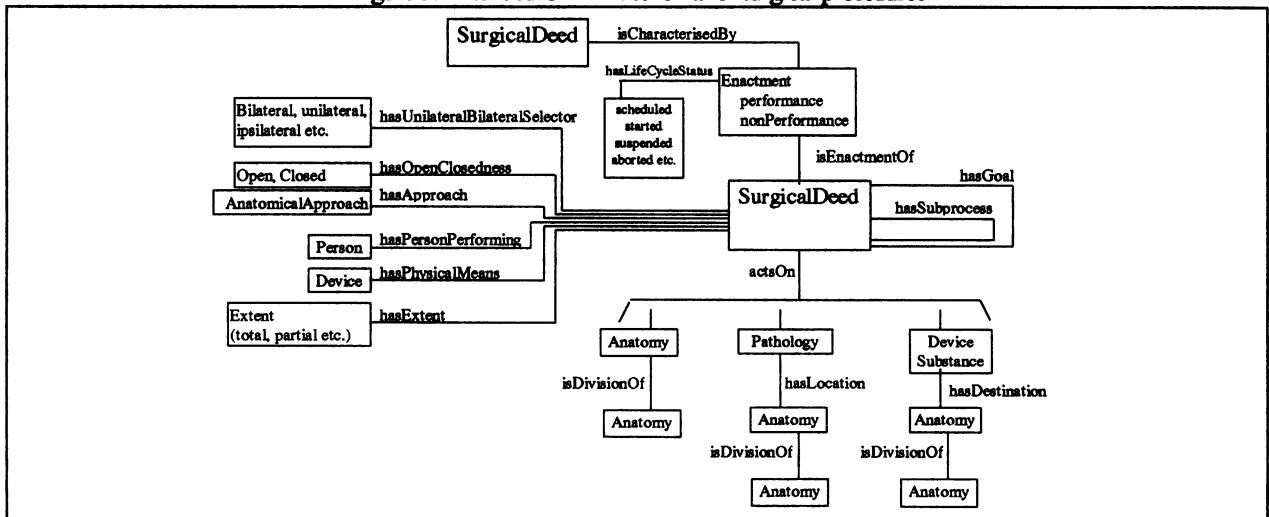 SurgicalDeed
isCharacterisedBy
hasLifeCycleStatus
Enactment
performance
nonPerformance
scheduled
started
suspended
aborted etc.
isEnactmentOf
Bilateral, unilateral,
ipsilateral etc.
hasUnilateralBilateralSelector
Open, Closed
hasOpenClosedness
AnatomicalApproach
hasApproach
Person
hasPersonPerforming
Device
hasPhysicalMeans
Extent
(total, partial etc.)
hasExtent
SurgicalDeed
hasGoal
hasSubprocess
actsOn
Anatomy
Pathology
Device
Substance
isDivisionOf
hasLocation
hasDestination
Anatomy
Anatomy
Anatomy
isDivisionOf
isDivisionOf
Anatomy
Anatomy